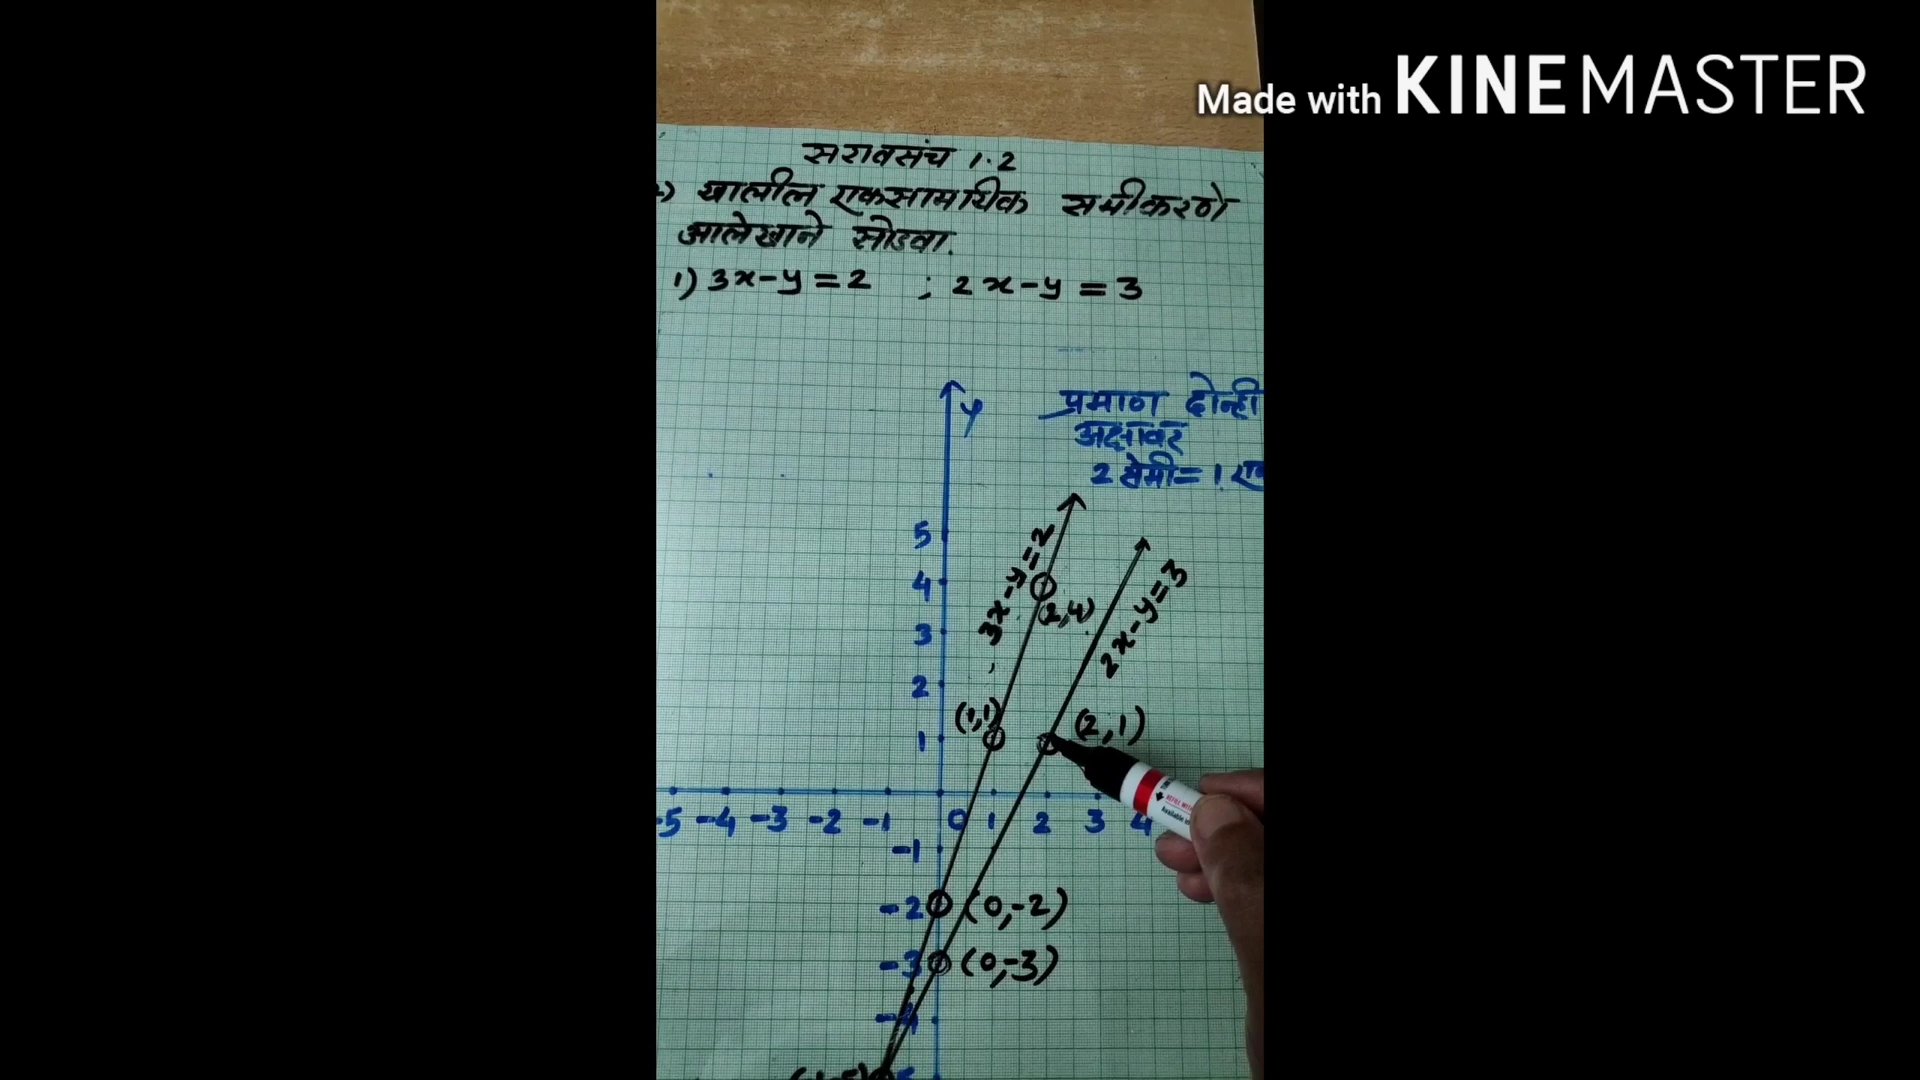 Made with KINEMASTER
सरावसंच 1.2
खालील एकसामयिक समीकरणे
आलेखाने सोडवा.
1) 3x-y=2 ; 2x-y=3
Y
प्रमाण दोन्ही
अक्षावर
2 सेमी = 1
5
4
3
2
1
3x-y=2
(2,4)
2x-y=3
(1,1)
(2,1)
-5 -4 -3 -2 -1 0 1 2 3 4
-1
-2 (0,-2)
-3 (0,-3)
-4